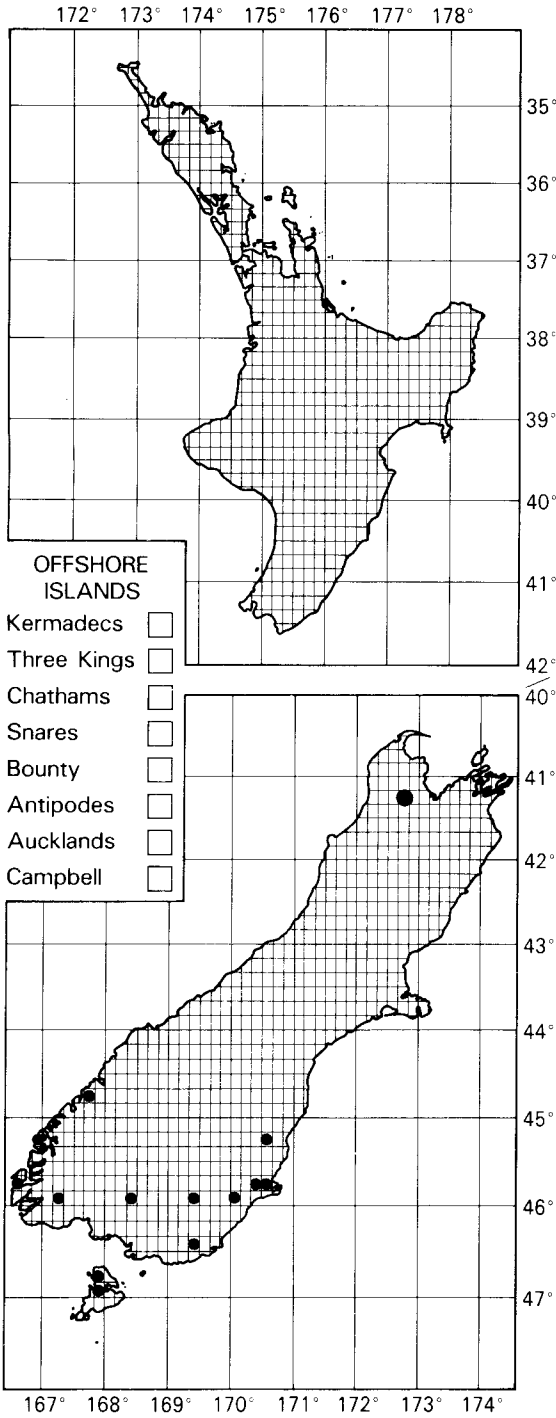 172° 173° 174° 175° 176° 177° 178°
35°
36°
37°
38°
39°
40°
41°
42°
OFFSHORE
ISLANDS
Kermadecs
Three Kings
Chathams
Snares
Bounty
Antipodes
Aucklands
Campbell
40°
41°
42°
43°
44°
45°
46°
47°
167° 168° 169° 170° 171° 172° 173° 174°